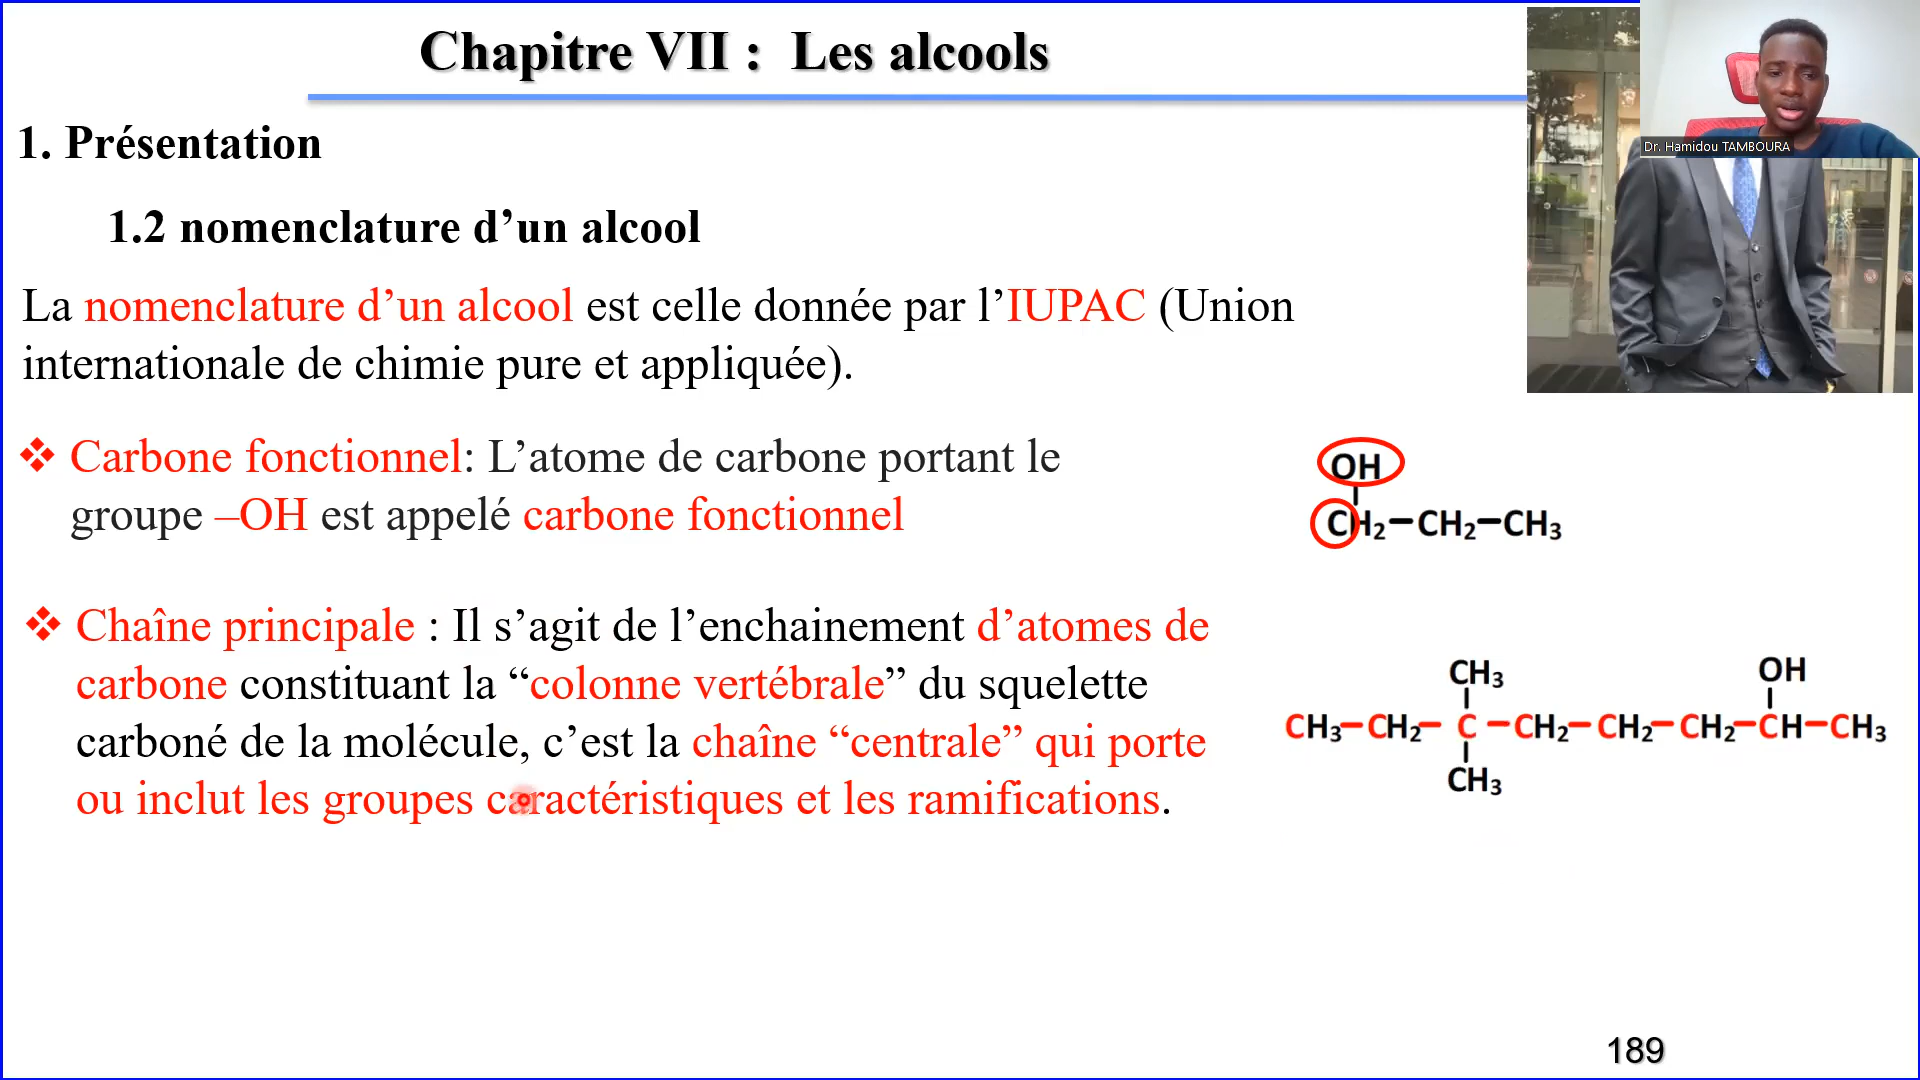 Chapitre VII :  Les alcools
Dr. Hamidou TAMBOURA
1. Présentation
1.2 nomenclature d’un alcool
La nomenclature d’un alcool est celle donnée par l’IUPAC (Union
internationale de chimie pure et appliquée).
❖ Carbone fonctionnel: L’atome de carbone portant le
groupe –OH est appelé carbone fonctionnel
OH
CH₂–CH₂–CH₃
❖ Chaîne principale : Il s’agit de l’enchainement d’atomes de
carbone constituant la “colonne vertébrale” du squelette
carboné de la molécule, c’est la chaîne “centrale” qui porte
ou inclut les groupes caractéristiques et les ramifications.
CH₃ OH
CH₃–CH₂–C–CH₂–CH₂–CH₂–CH–CH₃
CH₃
189